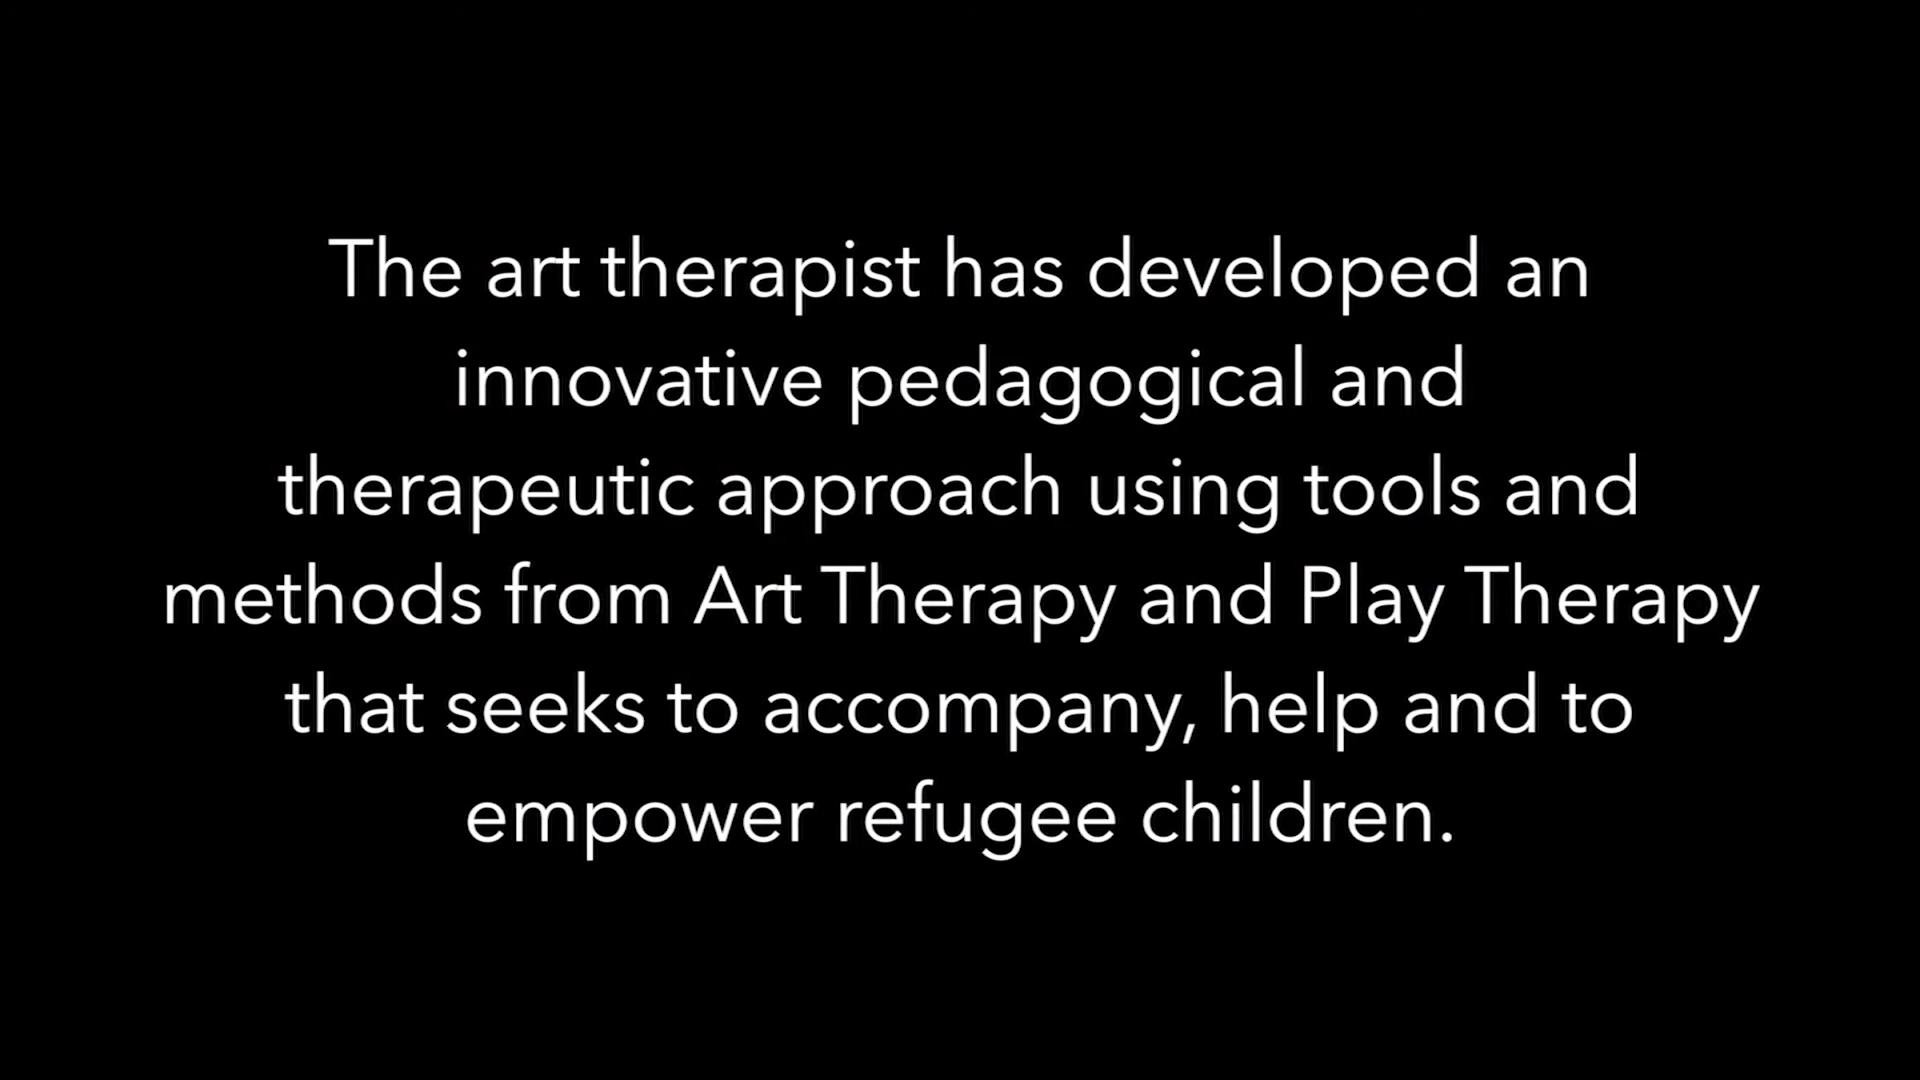 The art therapist has developed an
innovative pedagogical and
therapeutic approach using tools and
methods from Art Therapy and Play Therapy
that seeks to accompany, help and to
empower refugee children.